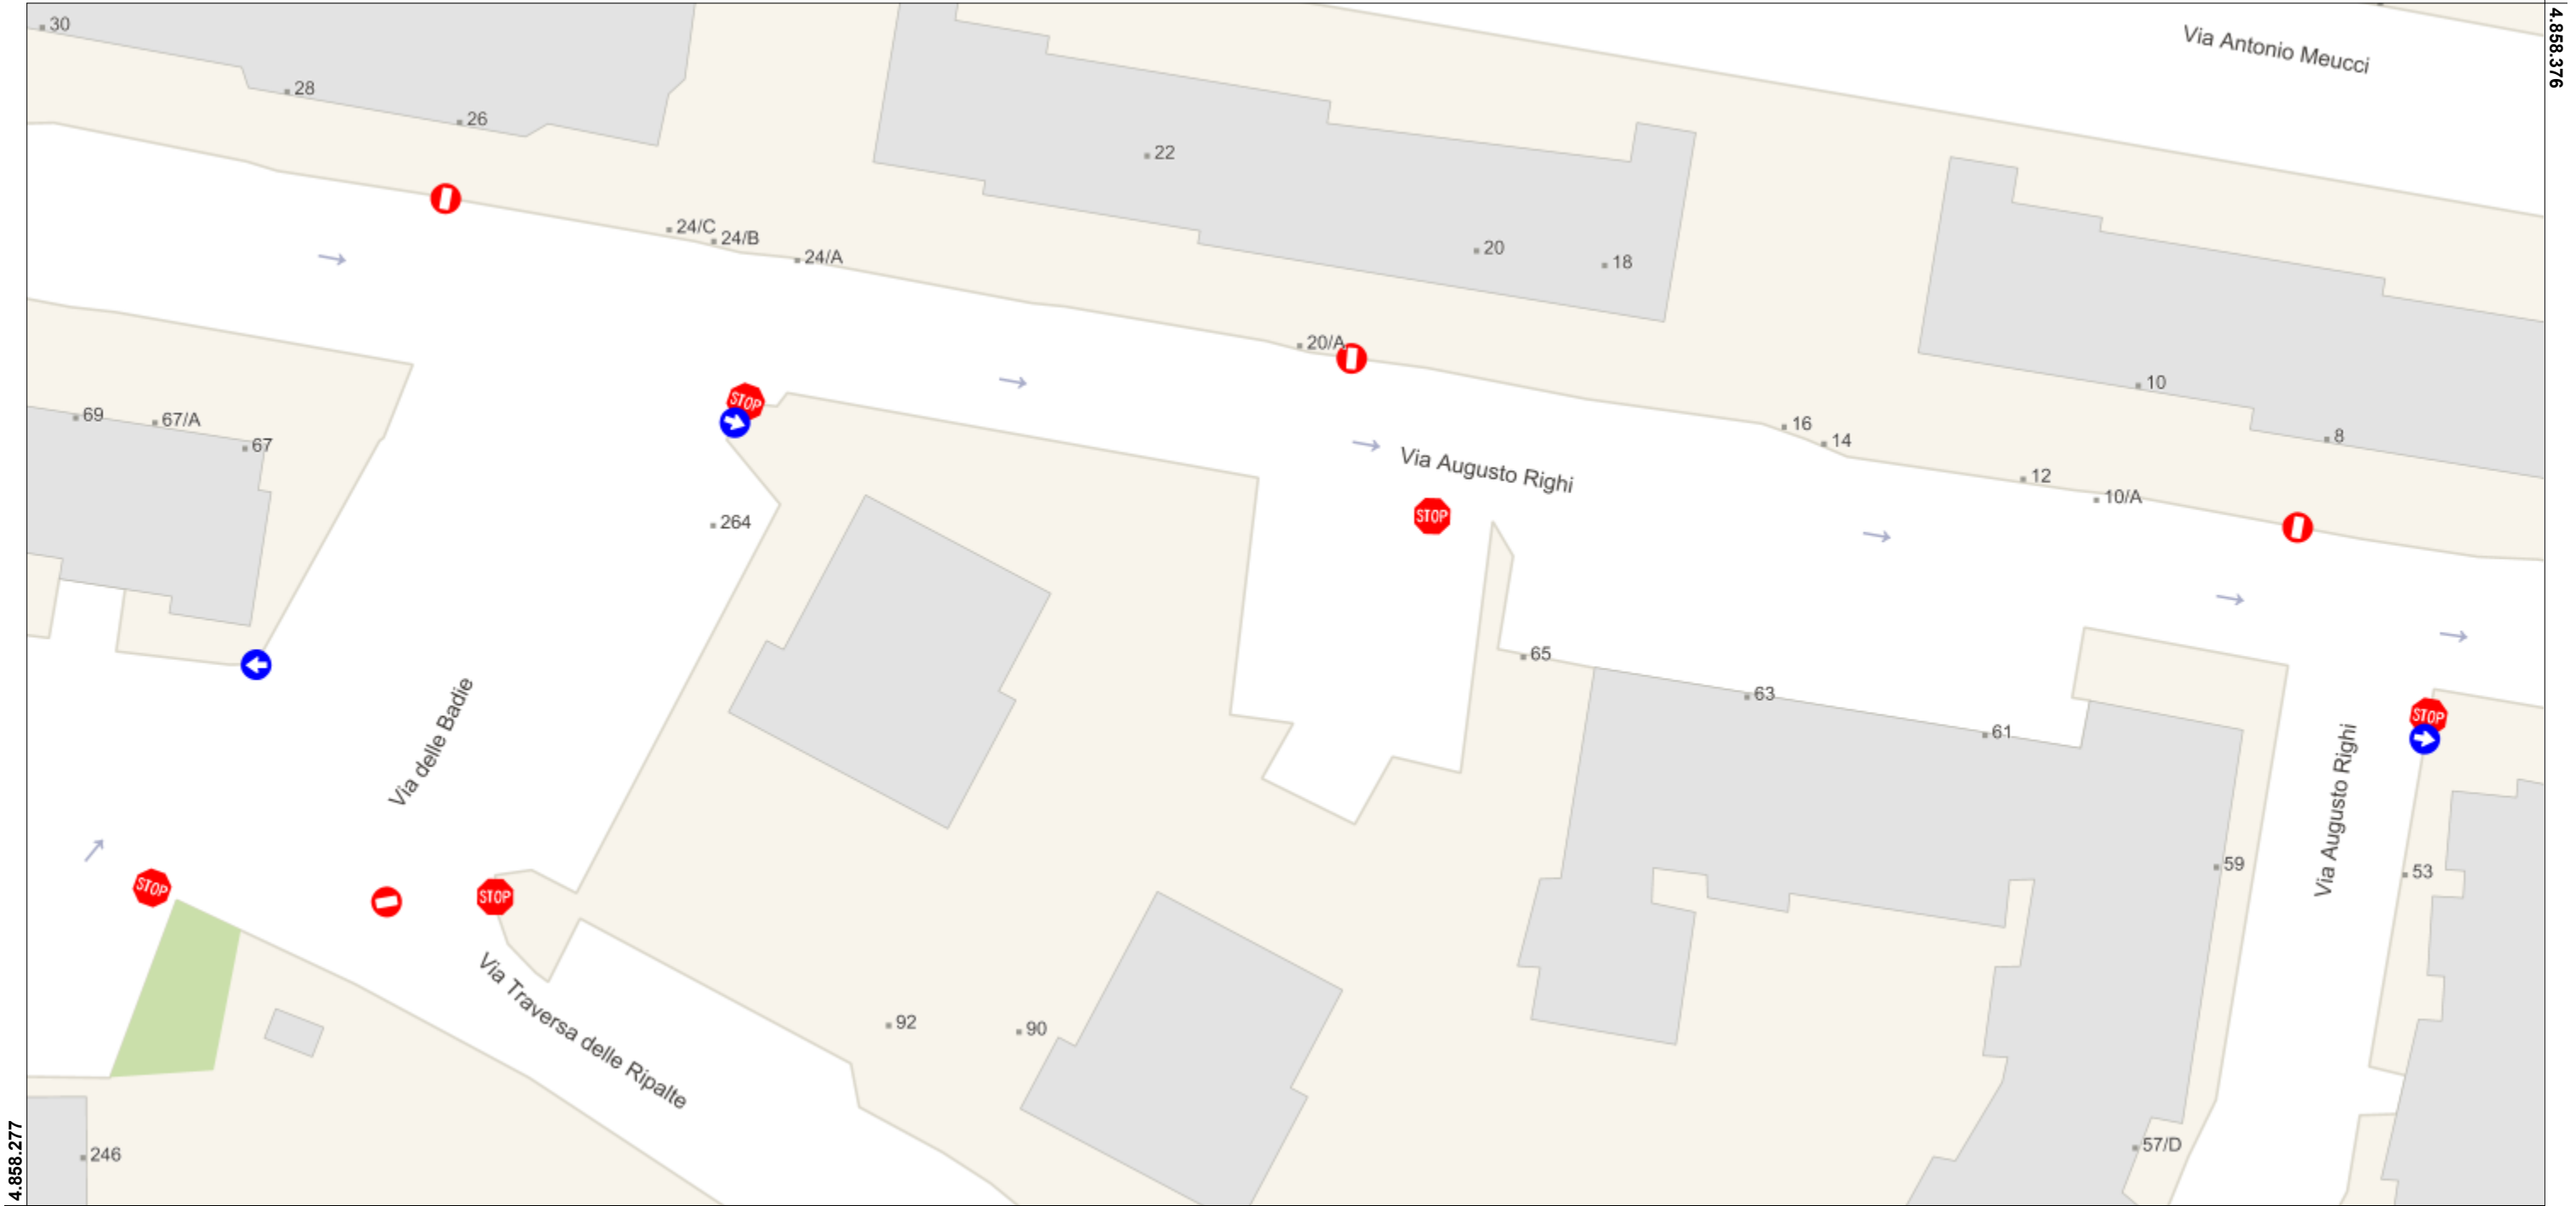 30
Via Antonio Meucci
4.858.376
28
26
22
24/C
24/B
24/A
20
18
20/A
10
8
69
67/A
67
STOP
16
14
Via Augusto Righi
12
10/A
STOP
264
65
63
61
STOP
Via delle Badie
Via Augusto Righi
59
53
STOP
STOP
Via Traversa delle Ripalte
92
90
246
57/D
4.858.277